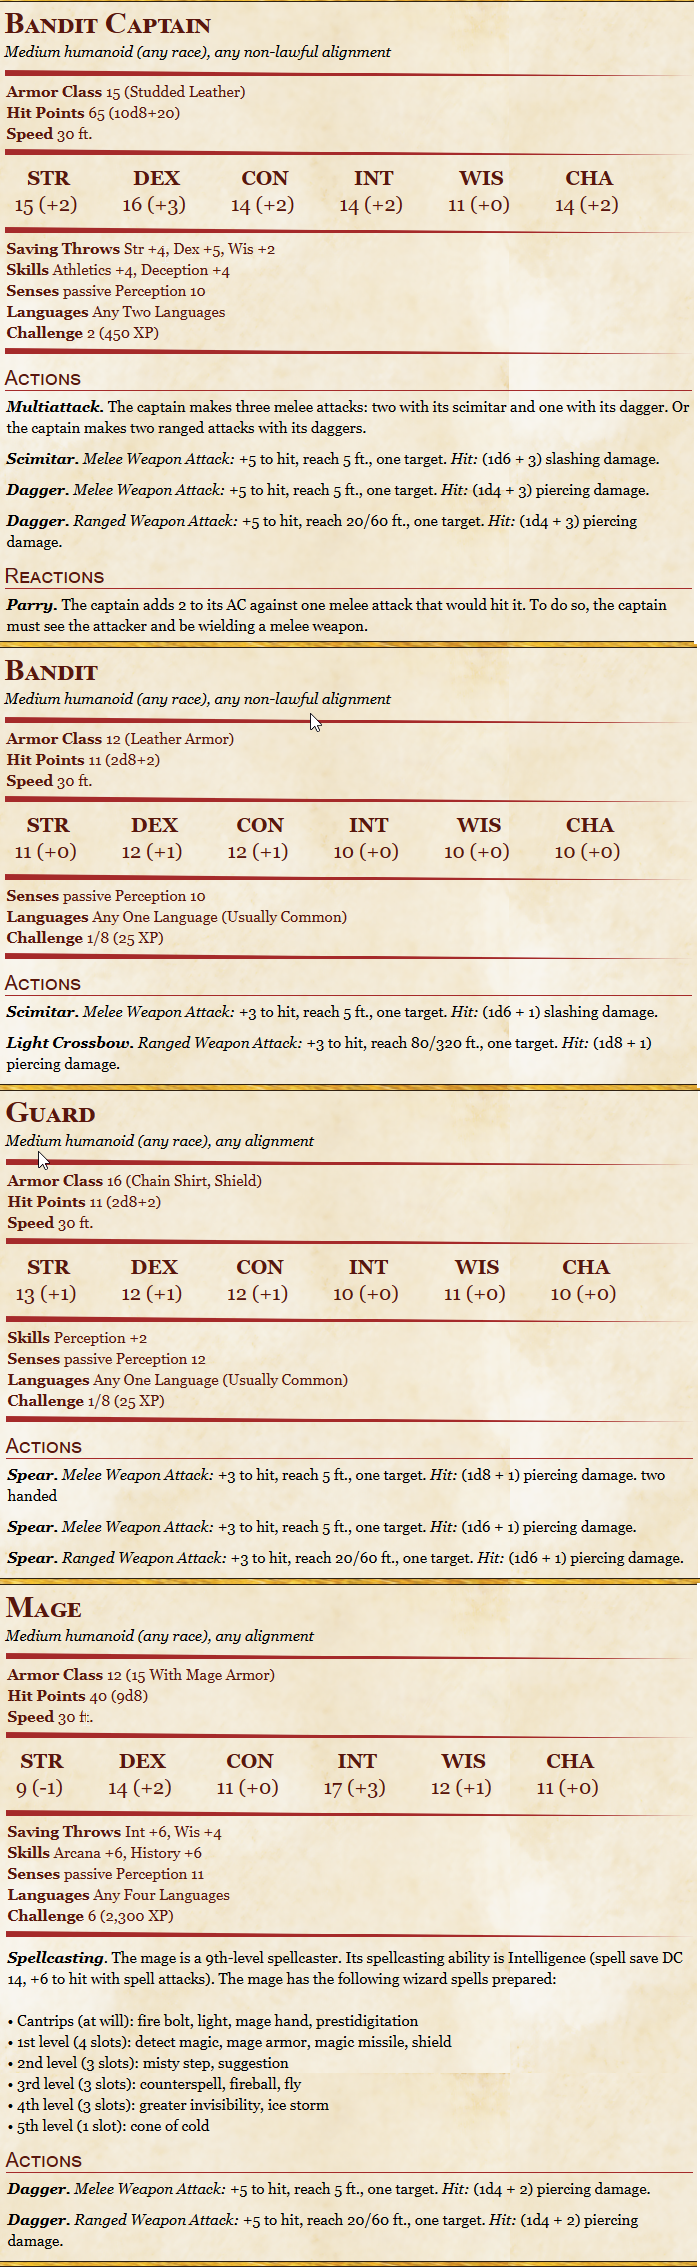 Bandit Captain
Medium humanoid (any race), any non-lawful alignment
Armor Class 15 (Studded Leather)
Hit Points 65 (10d8+20)
Speed 30 ft.
STR DEX CON INT WIS CHA
15 (+2) 16 (+3) 14 (+2) 14 (+2) 11 (+0) 14 (+2)
Saving Throws Str +4, Dex +5, Wis +2
Skills Athletics +4, Deception +4
Senses passive Perception 10
Languages Any Two Languages
Challenge 2 (450 XP)
Actions
Multiattack. The captain makes three melee attacks: two with its scimitar and one with its dagger. Or
the captain makes two ranged attacks with its daggers.
Scimitar. Melee Weapon Attack: +5 to hit, reach 5 ft., one target. Hit: (1d6 + 3) slashing damage.
Dagger. Melee Weapon Attack: +5 to hit, reach 5 ft., one target. Hit: (1d4 + 3) piercing damage.
Dagger. Ranged Weapon Attack: +5 to hit, reach 20/60 ft., one target. Hit: (1d4 + 3) piercing
damage.
Reactions
Parry. The captain adds 2 to its AC against one melee attack that would hit it. To do so, the captain
must see the attacker and be wielding a melee weapon.
Bandit
Medium humanoid (any race), any non-lawful alignment
Armor Class 12 (Leather Armor)
Hit Points 11 (2d8+2)
Speed 30 ft.
STR DEX CON INT WIS CHA
11 (+0) 12 (+1) 12 (+1) 10 (+0) 10 (+0) 10 (+0)
Senses passive Perception 10
Languages Any One Language (Usually Common)
Challenge 1/8 (25 XP)
Actions
Scimitar. Melee Weapon Attack: +3 to hit, reach 5 ft., one target. Hit: (1d6 + 1) slashing damage.
Light Crossbow. Ranged Weapon Attack: +3 to hit, reach 80/320 ft., one target. Hit: (1d8 + 1)
piercing damage.
Guard
Medium humanoid (any race), any alignment
Armor Class 16 (Chain Shirt, Shield)
Hit Points 11 (2d8+2)
Speed 30 ft.
STR DEX CON INT WIS CHA
13 (+1) 12 (+1) 12 (+1) 10 (+0) 11 (+0) 10 (+0)
Skills Perception +2
Senses passive Perception 12
Languages Any One Language (Usually Common)
Challenge 1/8 (25 XP)
Actions
Spear. Melee Weapon Attack: +3 to hit, reach 5 ft., one target. Hit: (1d8 + 1) piercing damage. two
handed
Spear. Melee Weapon Attack: +3 to hit, reach 5 ft., one target. Hit: (1d6 + 1) piercing damage.
Spear. Ranged Weapon Attack: +3 to hit, reach 20/60 ft., one target. Hit: (1d6 + 1) piercing damage.
Mage
Medium humanoid (any race), any alignment
Armor Class 12 (15 With Mage Armor)
Hit Points 40 (9d8)
Speed 30 ft.
STR DEX CON INT WIS CHA
9 (-1) 14 (+2) 11 (+0) 17 (+3) 12 (+1) 11 (+0)
Saving Throws Int +6, Wis +4
Skills Arcana +6, History +6
Senses passive Perception 11
Languages Any Four Languages
Challenge 6 (2,300 XP)
Spellcasting. The mage is a 9th-level spellcaster. Its spellcasting ability is Intelligence (spell save DC
14, +6 to hit with spell attacks). The mage has the following wizard spells prepared:
• Cantrips (at will): fire bolt, light, mage hand, prestidigitation
• 1st level (4 slots): detect magic, mage armor, magic missile, shield
• 2nd level (3 slots): misty step, suggestion
• 3rd level (3 slots): counterspell, fireball, fly
• 4th level (3 slots): greater invisibility, ice storm
• 5th level (1 slot): cone of cold
Actions
Dagger. Melee Weapon Attack: +5 to hit, reach 5 ft., one target. Hit: (1d4 + 2) piercing damage.
Dagger. Ranged Weapon Attack: +5 to hit, reach 20/60 ft., one target. Hit: (1d4 + 2) piercing
damage.